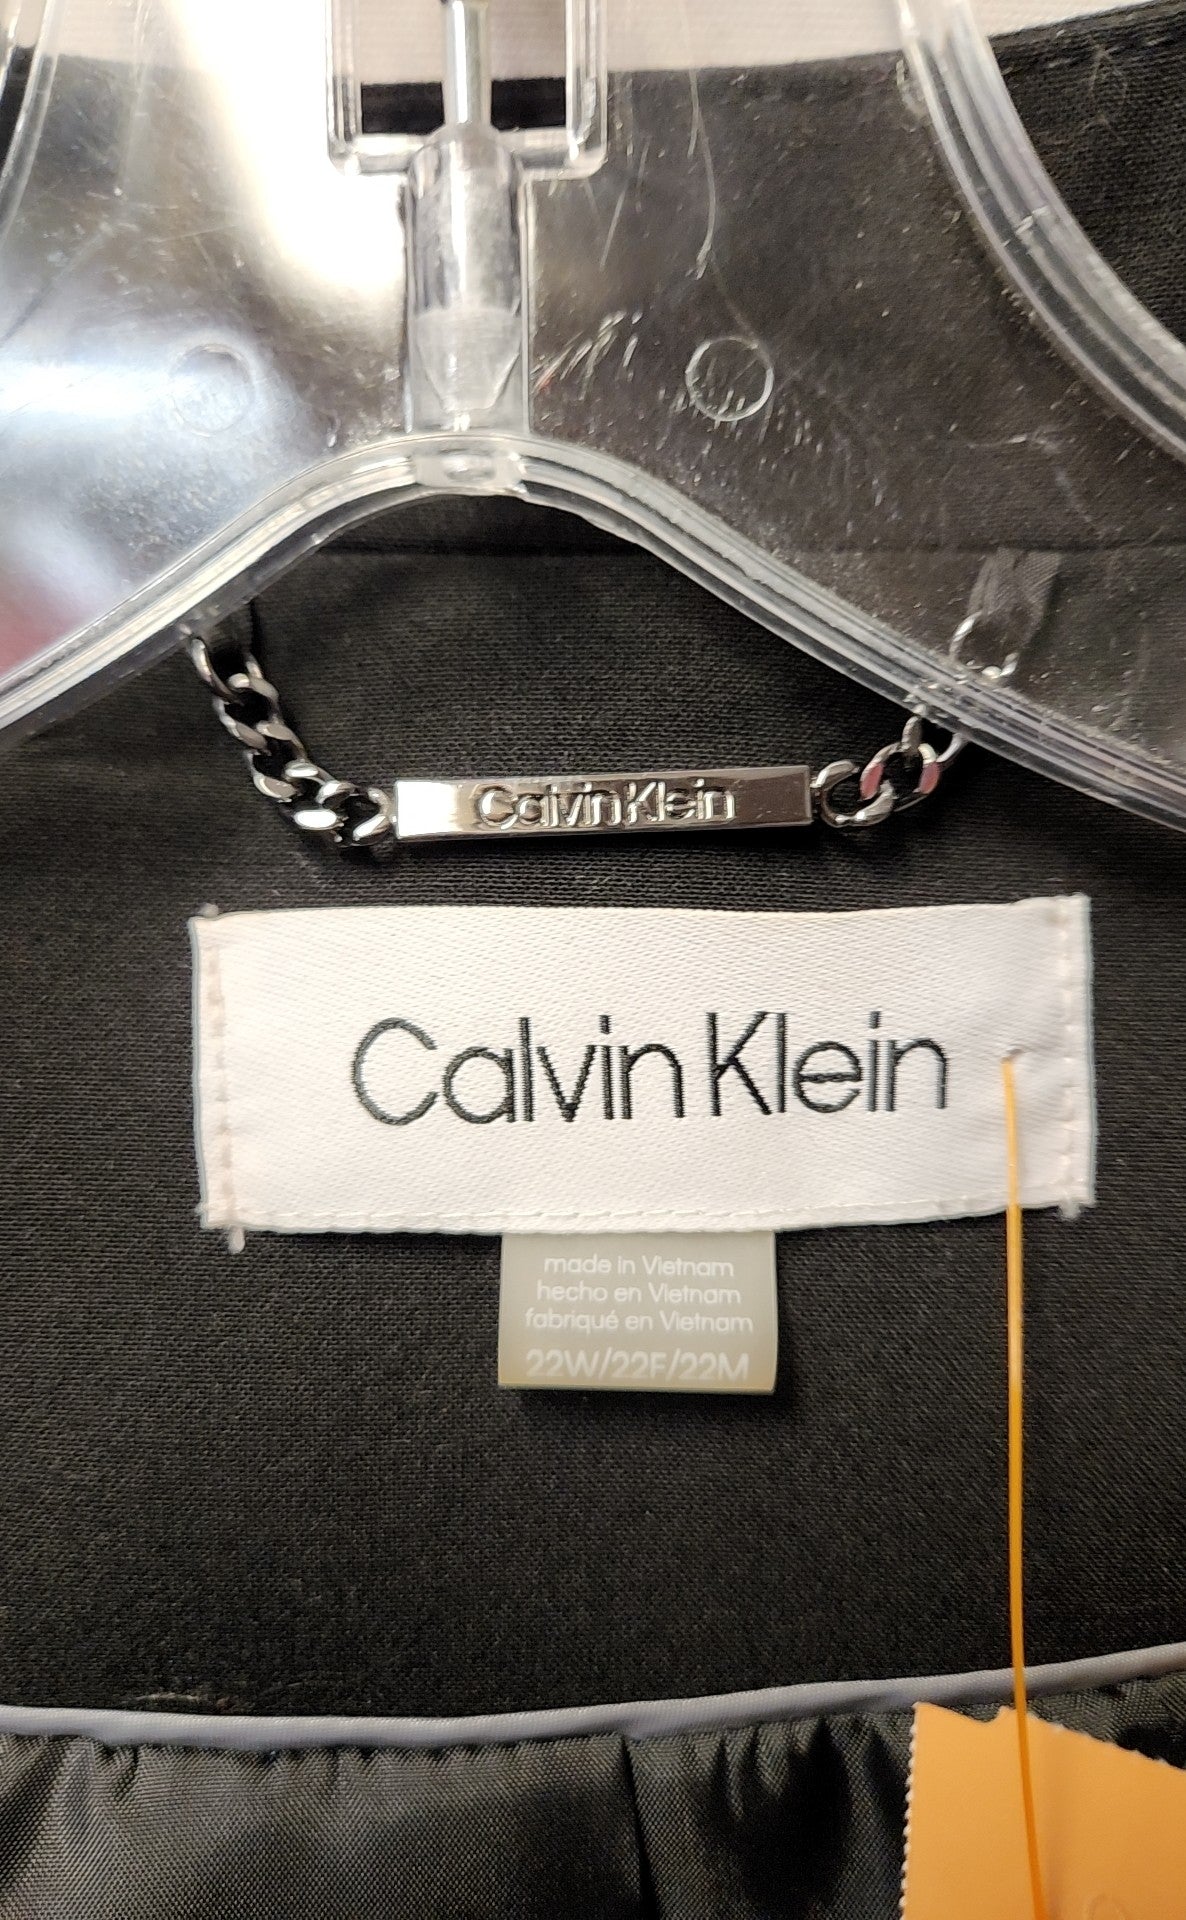 Calvin Klein
Calvin Klein
made in Vietnam
hecho en Vietnam
fabriqué en Vietnam
22W/22F/22M